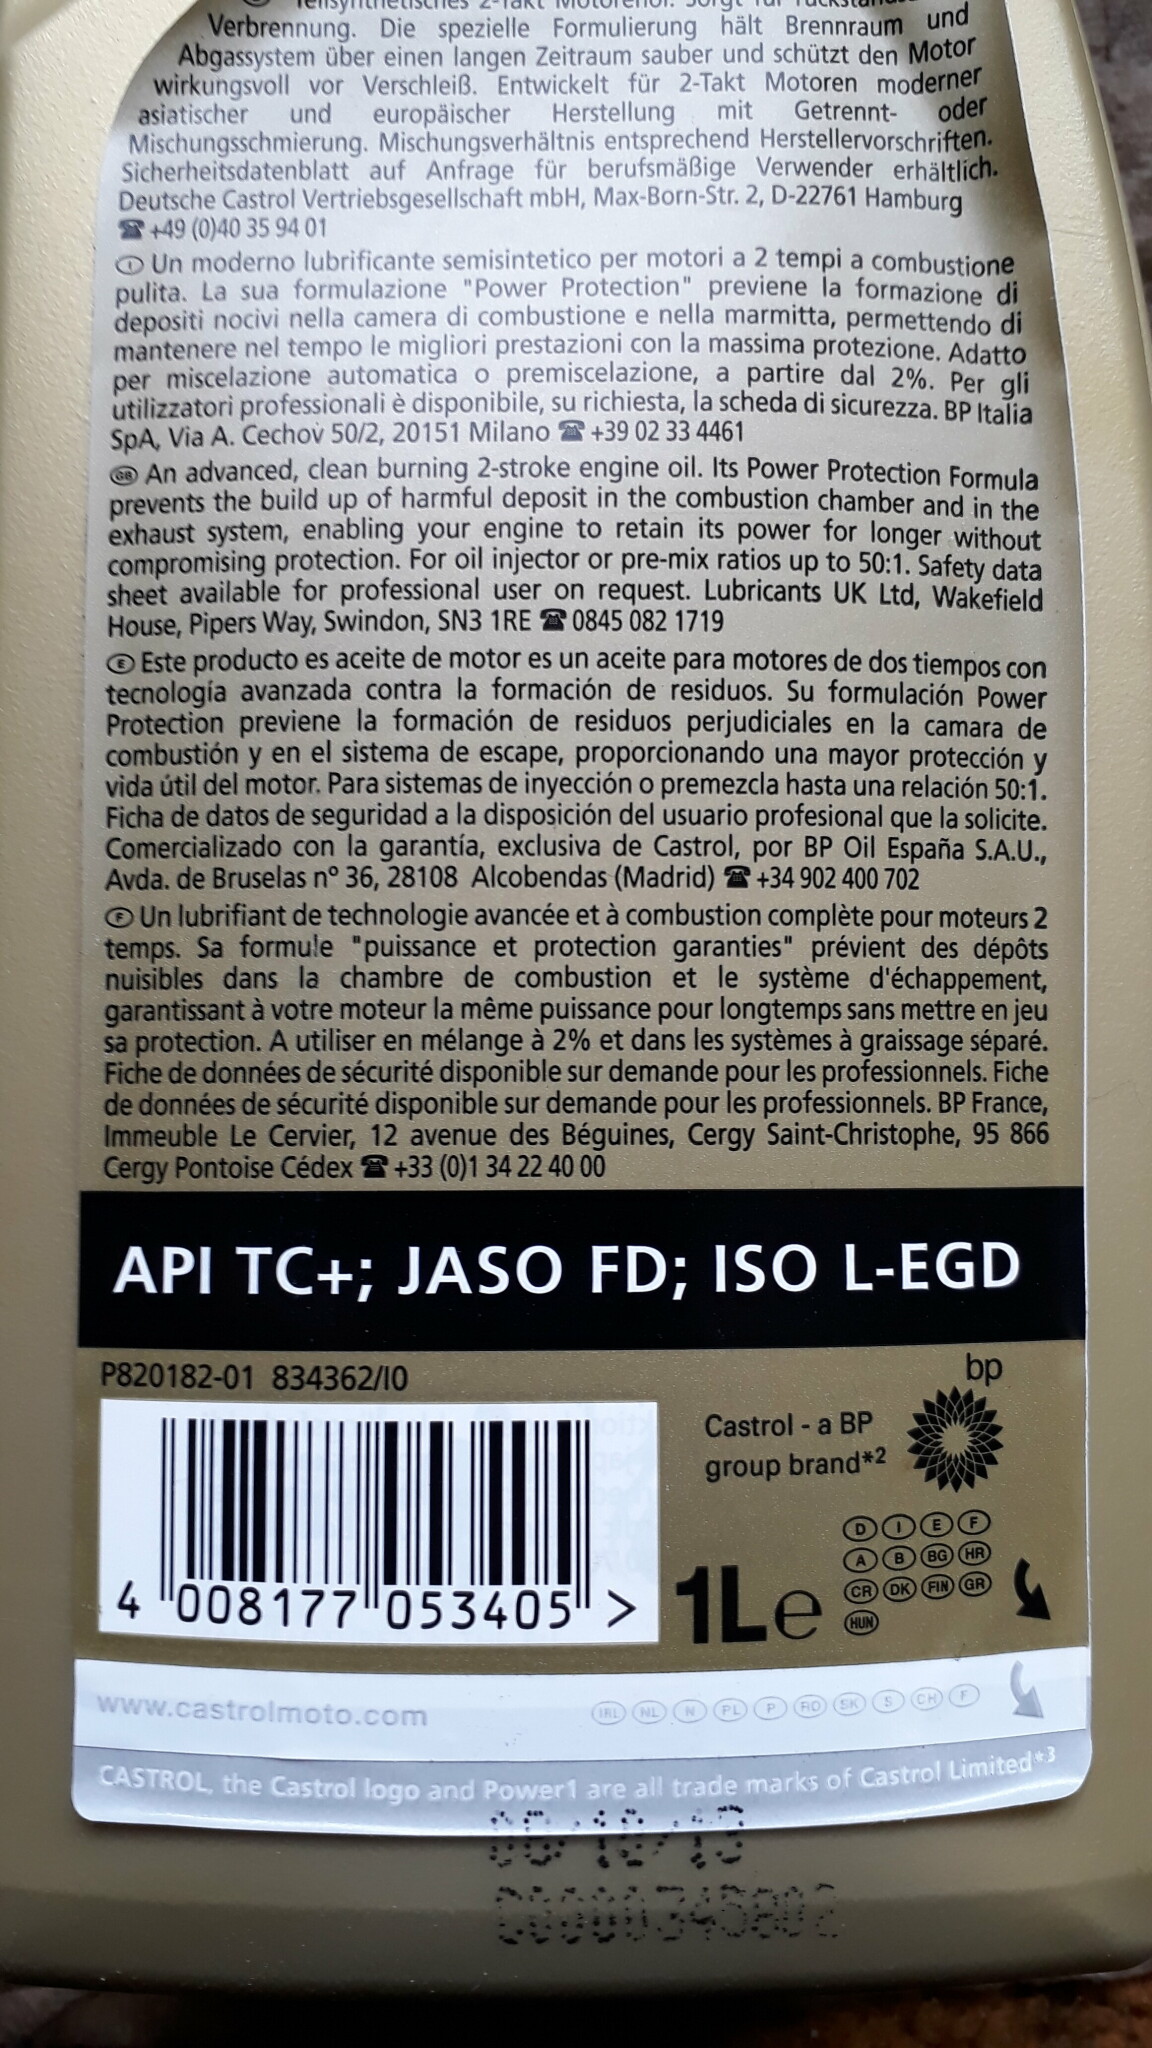 Teilsynthetisches 2-Takt Motorenöl. Sorgt für
Verbrennung. Die spezielle Formulierung hält Brennraum und
Abgassystem über einen langen Zeitraum sauber und schützt den Motor
wirkungsvoll vor Verschleiß. Entwickelt für 2-Takt Motoren moderner
asiatischer und europäischer Herstellung mit Getrennt- oder
Mischungsschmierung. Mischungsverhältnis entsprechend Herstellervorschriften.
Sicherheitsdatenblatt auf Anfrage für berufsmäßige Verwender erhältlich.
Deutsche Castrol Vertriebsgesellschaft mbH, Max-Born-Str. 2, D-22761 Hamburg
☎ +49 (0)40 35 94 01
I Un moderno lubrificante semisintetico per motori a 2 tempi a combustione
pulita. La sua formulazione "Power Protection" previene la formazione di
depositi nocivi nella camera di combustione e nella marmitta, permettendo di
mantenere nel tempo le migliori prestazioni con la massima protezione. Adatto
per miscelazione automatica o premiscelazione, a partire dal 2%. Per gli
utilizzatori professionali è disponibile, su richiesta, la scheda di sicurezza. BP Italia
SpA, Via A. Cechov 50/2, 20151 Milano ☎ +39 02 33 4461
GB An advanced, clean burning 2-stroke engine oil. Its Power Protection Formula
prevents the build up of harmful deposit in the combustion chamber and in the
exhaust system, enabling your engine to retain its power for longer without
compromising protection. For oil injector or pre-mix ratios up to 50:1. Safety data
sheet available for professional user on request. Lubricants UK Ltd, Wakefield
House, Pipers Way, Swindon, SN3 1RE ☎ 0845 082 1719
E Este producto es aceite de motor es un aceite para motores de dos tiempos con
tecnología avanzada contra la formación de residuos. Su formulación Power
Protection previene la formación de residuos perjudiciales en la camara de
combustión y en el sistema de escape, proporcionando una mayor protección y
vida útil del motor. Para sistemas de inyección o premezcla hasta una relación 50:1.
Ficha de datos de seguridad a la disposición del usuario profesional que la solicite.
Comercializado con la garantía, exclusiva de Castrol, por BP Oil España S.A.U.,
Avda. de Bruselas nº 36, 28108 Alcobendas (Madrid) ☎ +34 902 400 702
F Un lubrifiant de technologie avancée et à combustion complète pour moteurs 2
temps. Sa formule "puissance et protection garanties" prévient des dépôts
nuisibles dans la chambre de combustion et le système d'échappement,
garantissant à votre moteur la même puissance pour longtemps sans mettre en jeu
sa protection. A utiliser en mélange à 2% et dans les systèmes à graissage séparé.
Fiche de données de sécurité disponible sur demande pour les professionnels. Fiche
de données de sécurité disponible sur demande pour les professionnels. BP France,
Immeuble Le Cervier, 12 avenue des Béguines, Cergy Saint-Christophe, 95 866
Cergy Pontoise Cédex ☎ +33 (0)1 34 22 40 00
API TC+; JASO FD; ISO L-EGD
P820182-01 834362/IO
bp
Castrol - a BP
group brand*2
D I E F
A B BG HR
CR DK FIN GR
HUN
1L e
4 008177 053405 >
www.castrolmoto.com
IRL NL N PL P RO SK S CH F
CASTROL, the Castrol logo and Power1 are all trade marks of Castrol Limited*3